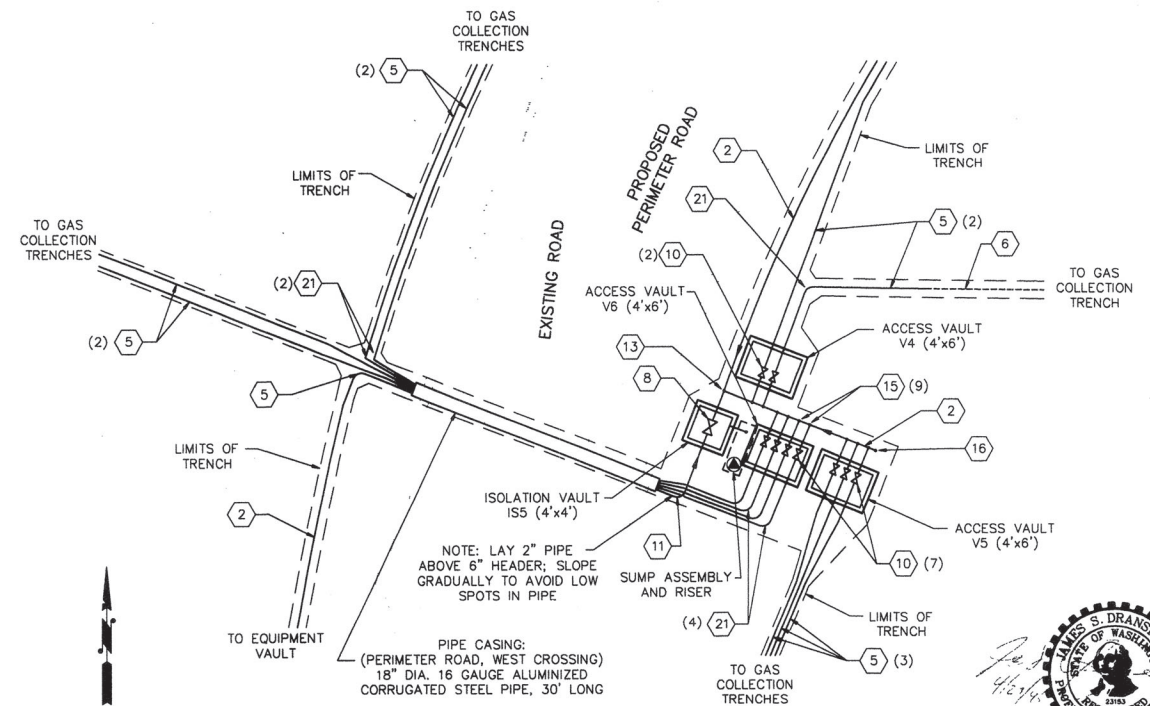 TO GAS
COLLECTION
TRENCHES
(2) 5
LIMITS OF
TRENCH
TO GAS
COLLECTION
TRENCHES
(2) 5
(2) 21
5
LIMITS OF
TRENCH
2
TO EQUIPMENT
VAULT
N
EXISTING ROAD
PROPOSED
PERIMETER ROAD
2
21
LIMITS OF
TRENCH
5 (2)
6
TO GAS
COLLECTION
TRENCH
(2) 10
ACCESS VAULT
V6 (4'x6')
ACCESS VAULT
V4 (4'x6')
13
8
15 (9)
2
16
ISOLATION VAULT
IS5 (4'x4')
ACCESS VAULT
V5 (4'x6')
NOTE: LAY 2" PIPE
ABOVE 6" HEADER; SLOPE
GRADUALLY TO AVOID LOW
SPOTS IN PIPE
11
SUMP ASSEMBLY
AND RISER
10 (7)
(4) 21
LIMITS OF
TRENCH
5 (3)
PIPE CASING:
(PERIMETER ROAD, WEST CROSSING)
18" DIA. 16 GAUGE ALUMINIZED
CORRUGATED STEEL PIPE, 30' LONG
TO GAS
COLLECTION
TRENCHES
JAMES S.
STATE OF
23153